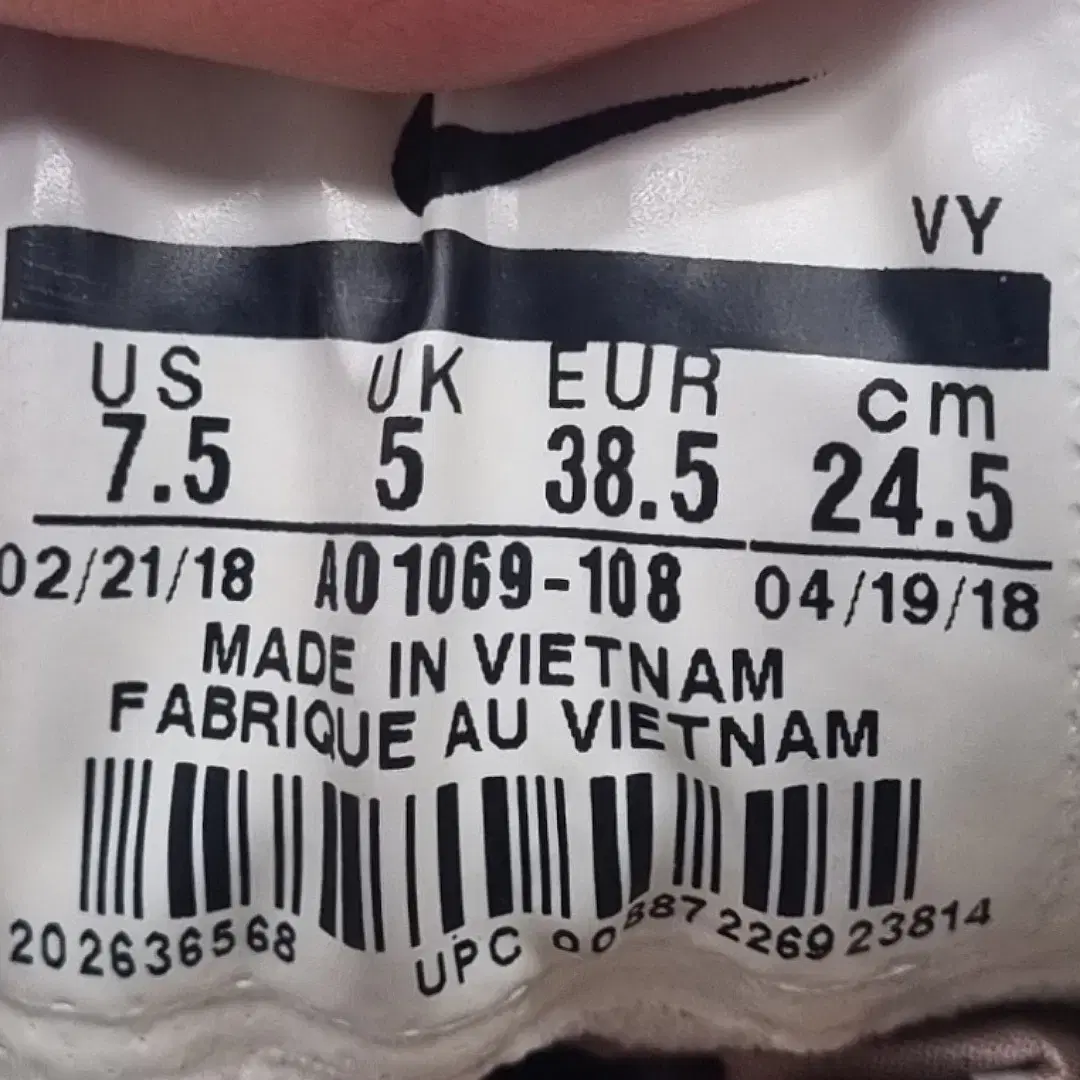 VY
US UK EUR cm
7.5 5 38.5 24.5
02/21/18 AO1069-108 04/19/18
MADE IN VIETNAM
FABRIQUE AU VIETNAM
202636568 UPC 00887226923814